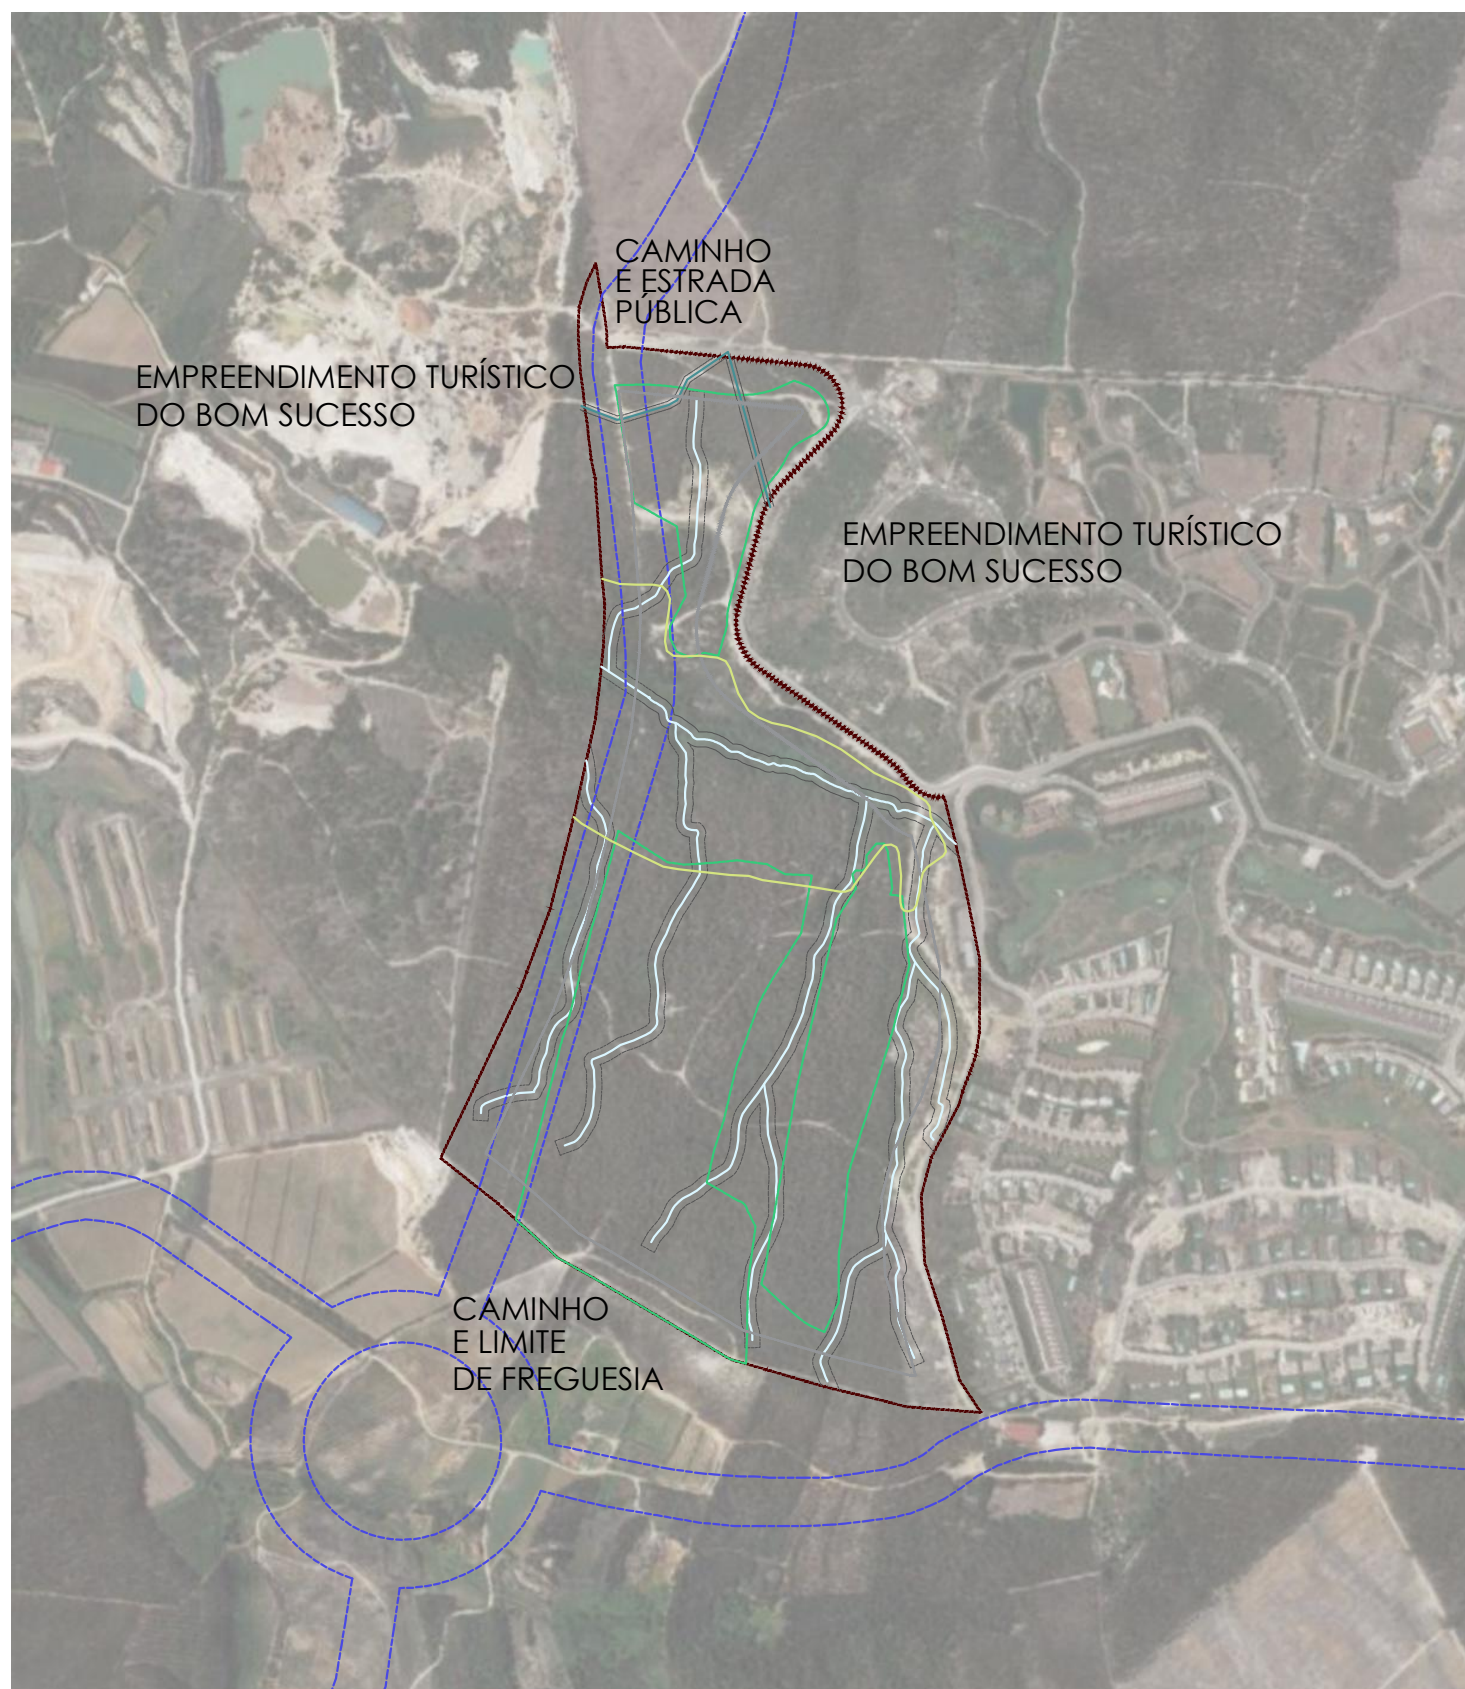 CAMINHO
E ESTRADA
PÚBLICA
EMPREENDIMENTO TURÍSTICO
DO BOM SUCESSO
EMPREENDIMENTO TURÍSTICO
DO BOM SUCESSO
CAMINHO
E LIMITE
DE FREGUESIA